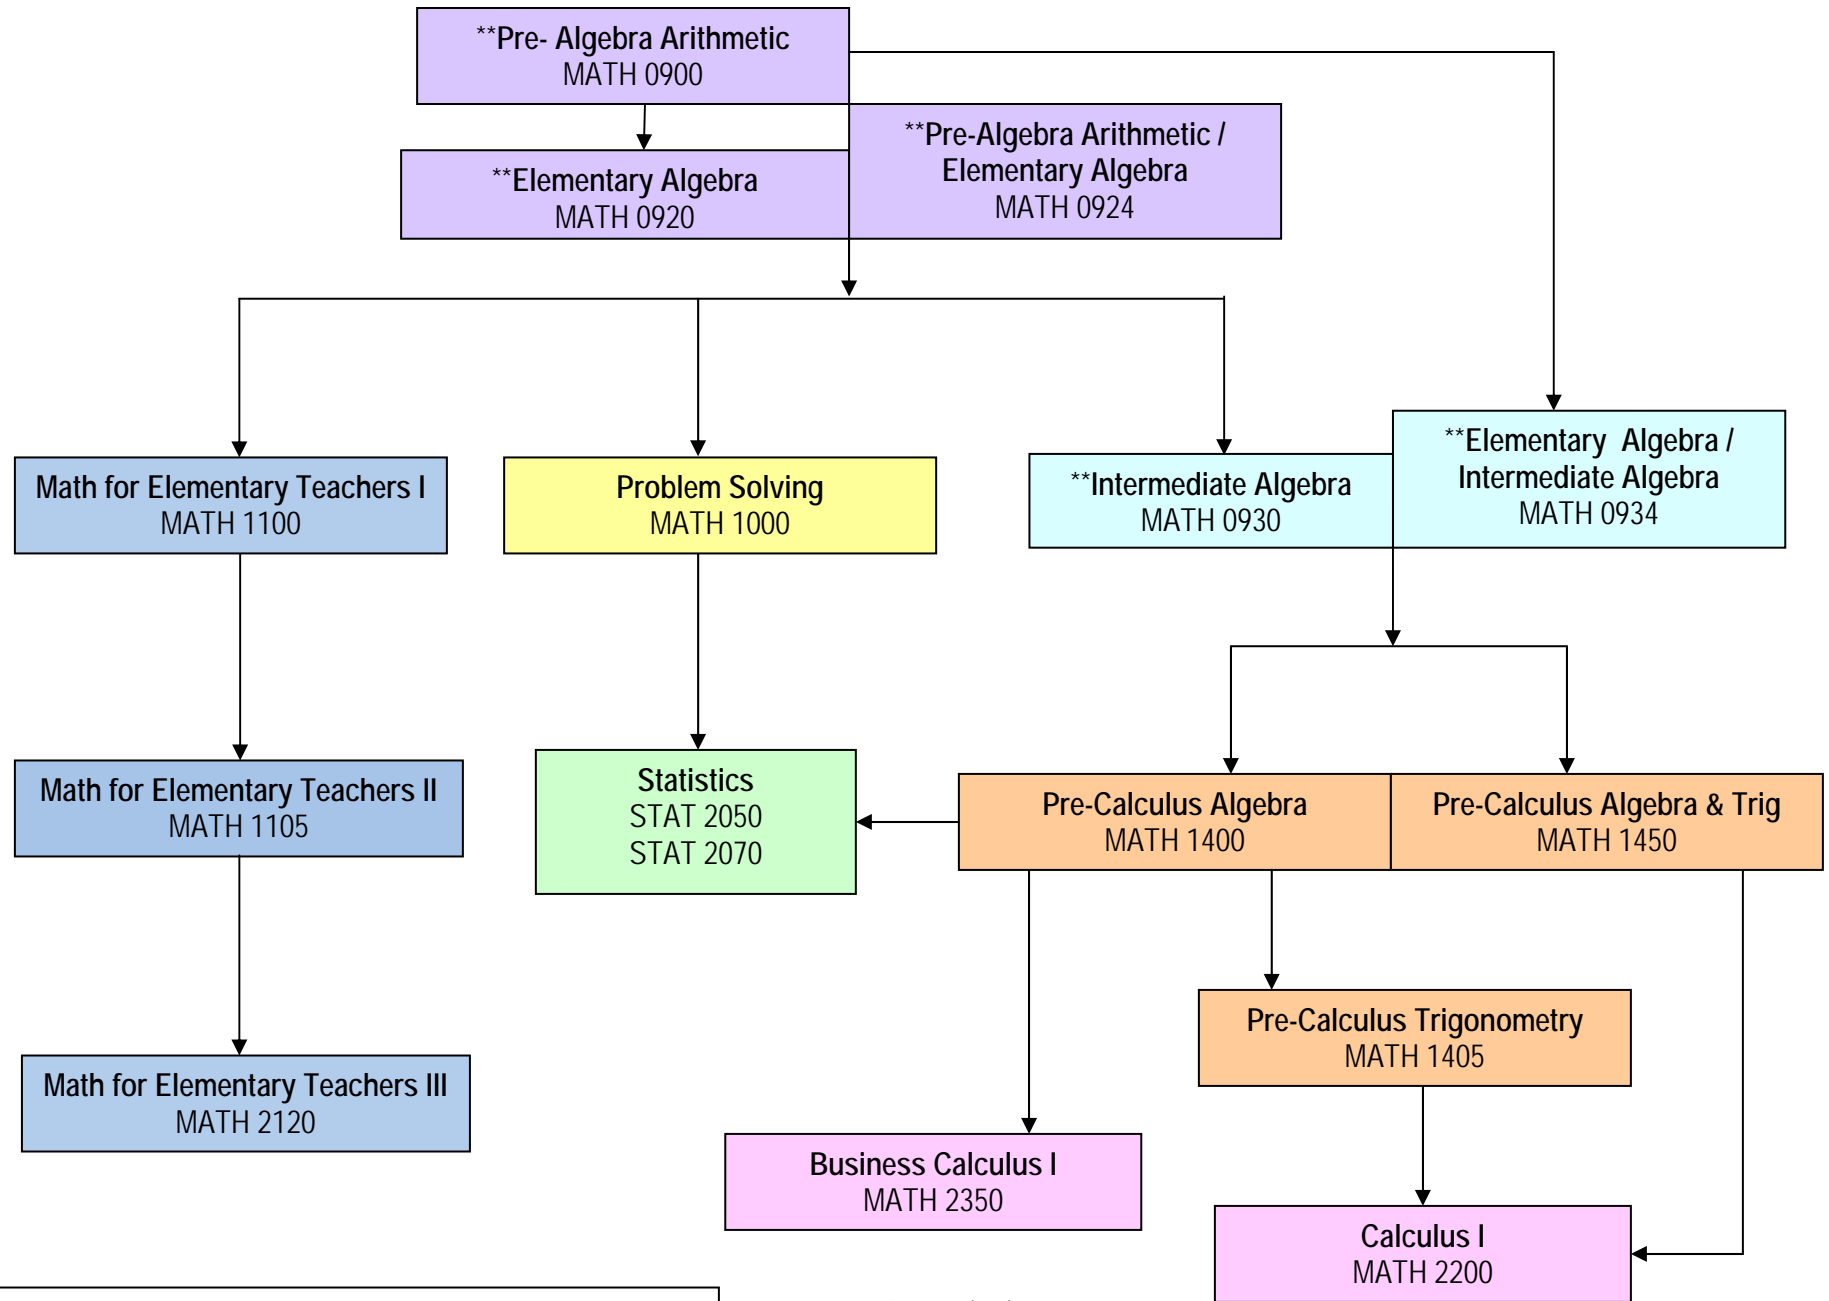 **Pre- Algebra Arithmetic
MATH 0900
**Pre-Algebra Arithmetic /
Elementary Algebra
MATH 0924
**Elementary Algebra
MATH 0920
**Elementary  Algebra /
Intermediate Algebra
MATH 0934
Math for Elementary Teachers I
MATH 1100
Problem Solving
MATH 1000
**Intermediate Algebra
MATH 0930
Math for Elementary Teachers II
MATH 1105
Statistics
STAT 2050
STAT 2070
Pre-Calculus Algebra
MATH 1400
Pre-Calculus Algebra & Trig
MATH 1450
Pre-Calculus Trigonometry
MATH 1405
Math for Elementary Teachers III
MATH 2120
Business Calculus I
MATH 2350
Calculus I
MATH 2200